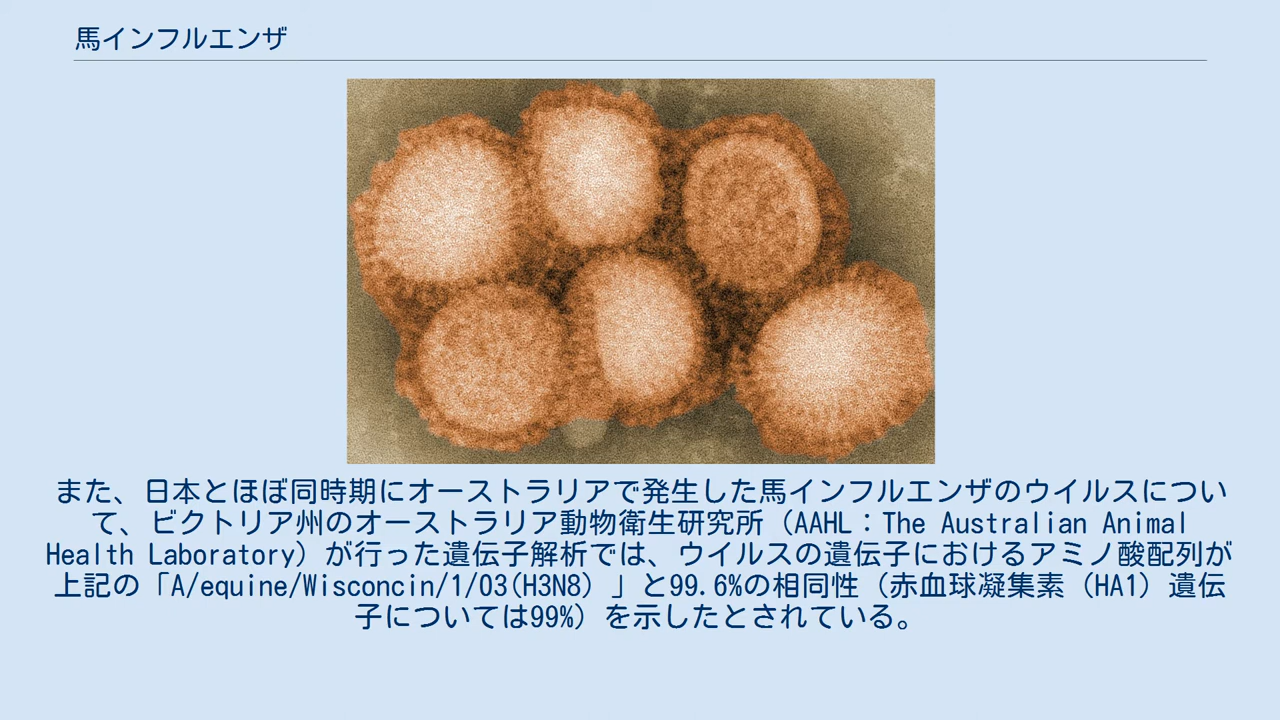 馬インフルエンザ
また、日本とほぼ同時期にオーストラリアで発生した馬インフルエンザのウイルスについ
て、ビクトリア州のオーストラリア動物衛生研究所（AAHL：The Australian Animal
Health Laboratory）が行った遺伝子解析では、ウイルスの遺伝子におけるアミノ酸配列が
上記の「A/equine/Wisconcin/1/03(H3N8）」と99.6%の相同性（赤血球凝集素（HA1）遺伝
子については99%）を示したとされている。